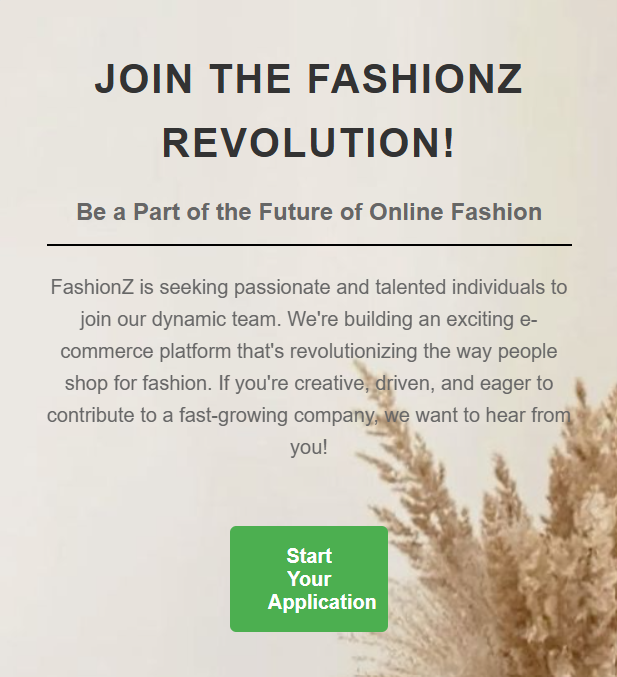 JOIN THE FASHIONZ
REVOLUTION!
Be a Part of the Future of Online Fashion
FashionZ is seeking passionate and talented individuals to
join our dynamic team. We're building an exciting e-
commerce platform that's revolutionizing the way people
shop for fashion. If you're creative, driven, and eager to
contribute to a fast-growing company, we want to hear from
you!
Start
Your
Application